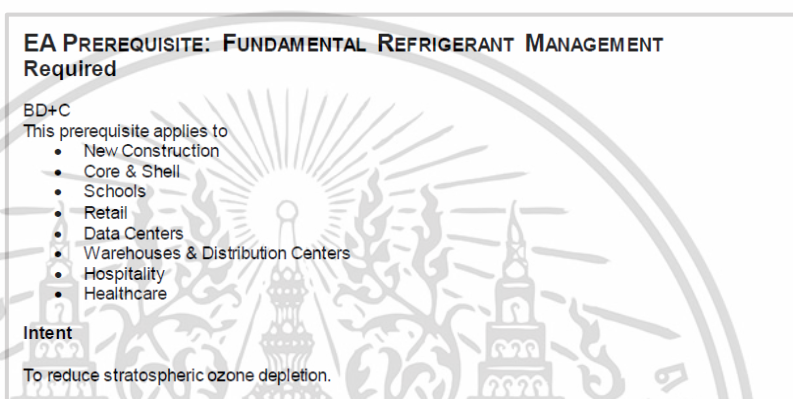 EA PREREQUISITE: FUNDAMENTAL REFRIGERANT MANAGEMENT
Required
BD+C
This prerequisite applies to
• New Construction
• Core & Shell
• Schools
• Retail
• Data Centers
• Warehouses & Distribution Centers
• Hospitality
• Healthcare
Intent
To reduce stratospheric ozone depletion.